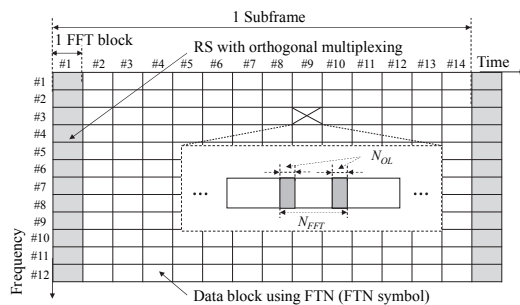 1 Subframe
1 FFT block
RS with orthogonal multiplexing
Time
#1 #2 #3 #4 #5 #6 #7 #8 #9 #10 #11 #12 #13 #14
#1
#2
#3
#4
#5
#6
#7
#8
#9
#10
#11
#12
N_OL
... ...
N_FFT
Frequency
Data block using FTN (FTN symbol)